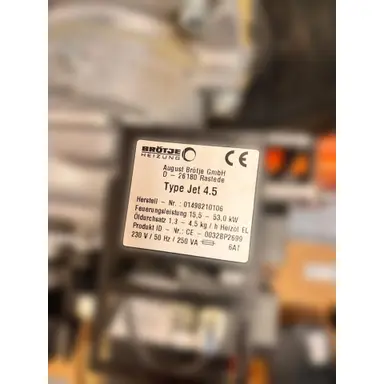 BRÖTJE
HEIZUNG
CE
August Brötje GmbH
D - 26180 Rastede
Type Jet 4.5
Herstell - Nr.: 01498210106
Feuerungsleistung 15,5 - 53,0 kW
Öldurchsatz 1,3 - 4,5 kg / h Heizöl EL
Produkt ID - Nr.: CE - 0032BP2699
230 V / 50 Hz / 250 VA
6A1